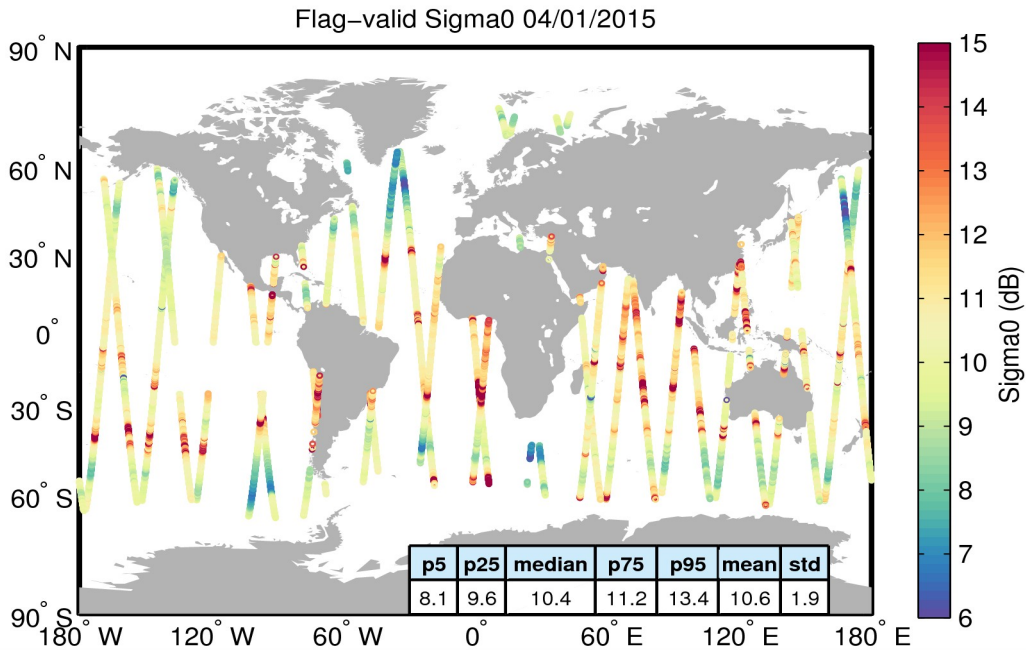 Flag−valid Sigma0 04/01/2015
90° N
60° N
30° N
0°
30° S
60° S
90° S
180° W
120° W
60° W
0°
60° E
120° E
180° E
p5 p25 median p75 p95 mean std
8.1 9.6 10.4 11.2 13.4 10.6 1.9
15
14
13
12
11
10
9
8
7
6
Sigma0 (dB)